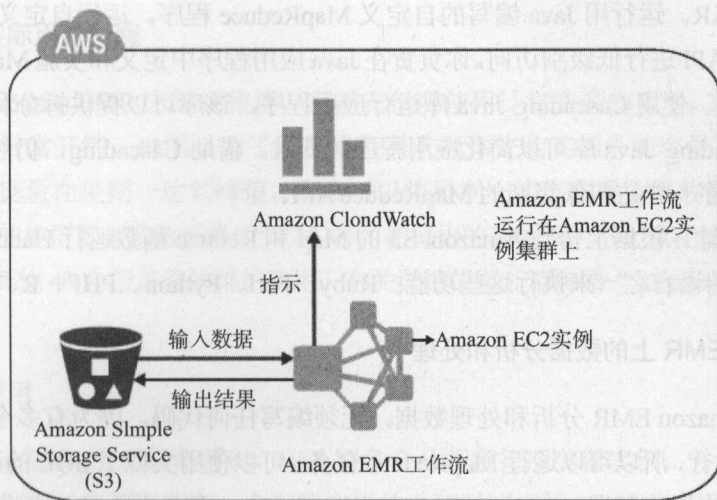 AWS
Amazon ClondWatch
Amazon EMR工作流
运行在Amazon EC2实
例集群上
指示
输入数据
Amazon EC2实例
输出结果
Amazon SImple
Storage Service
(S3)
Amazon EMR工作流